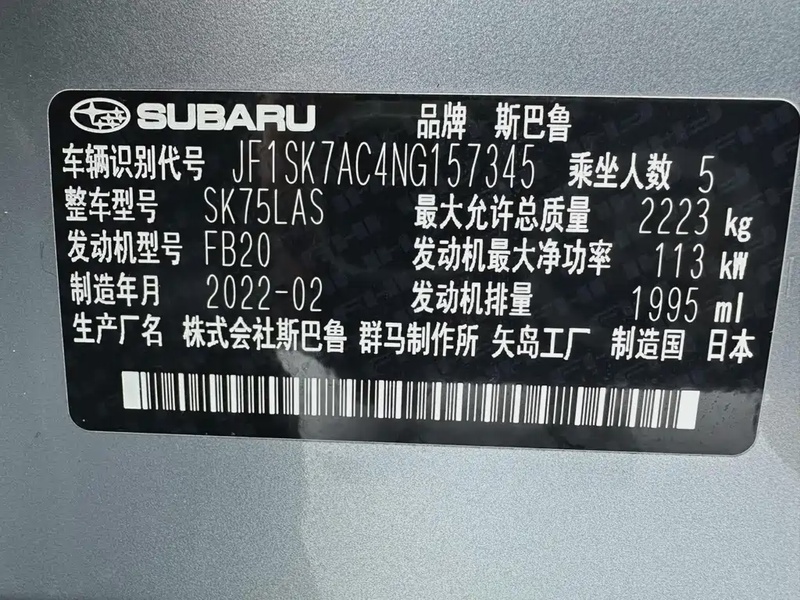 SUBARU 品牌 斯巴鲁
车辆识别代号 JF1SK7AC4NG157345 乘坐人数 5
整车型号 SK75LAS 最大允许总质量 2223 kg
发动机型号 FB20 发动机最大净功率 113 kW
制造年月 2022-02 发动机排量 1995 ml
生产厂名 株式会社斯巴鲁 群马制作所 矢岛工厂 制造国 日本